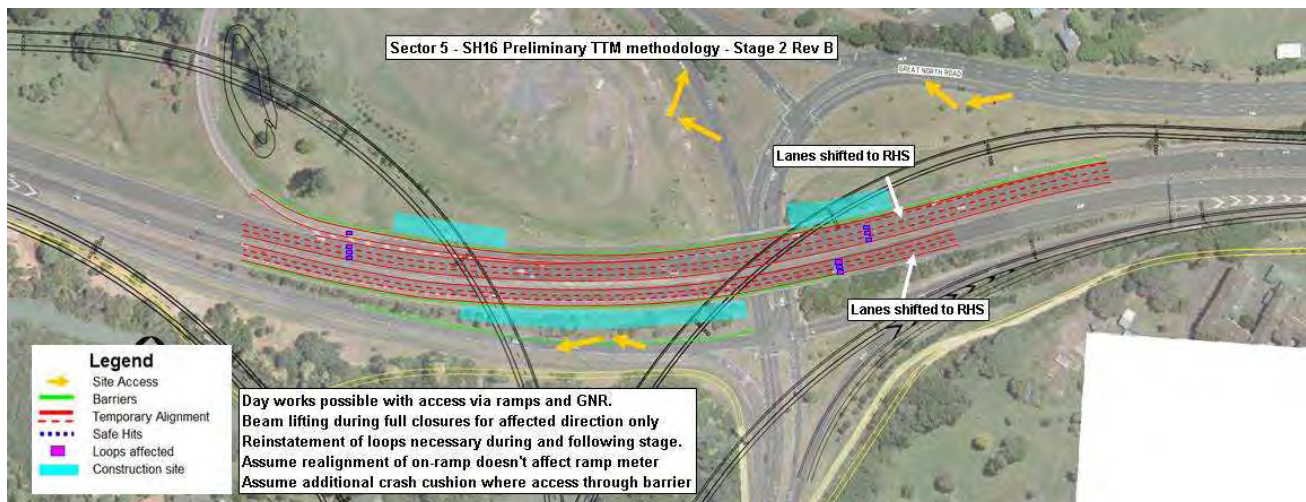 Sector 5 - SH16 Preliminary TTM methodology - Stage 2 Rev B
GREAT NORTH ROAD
Lanes shifted to RHS
Lanes shifted to RHS
Legend
Site Access
Barriers
Temporary Alignment
Safe Hits
Loops affected
Construction site
Day works possible with access via ramps and GNR.
Beam lifting during full closures for affected direction only
Reinstatement of loops necessary during and following stage.
Assume realignment of on-ramp doesn't affect ramp meter
Assume additional crash cushion where access through barrier